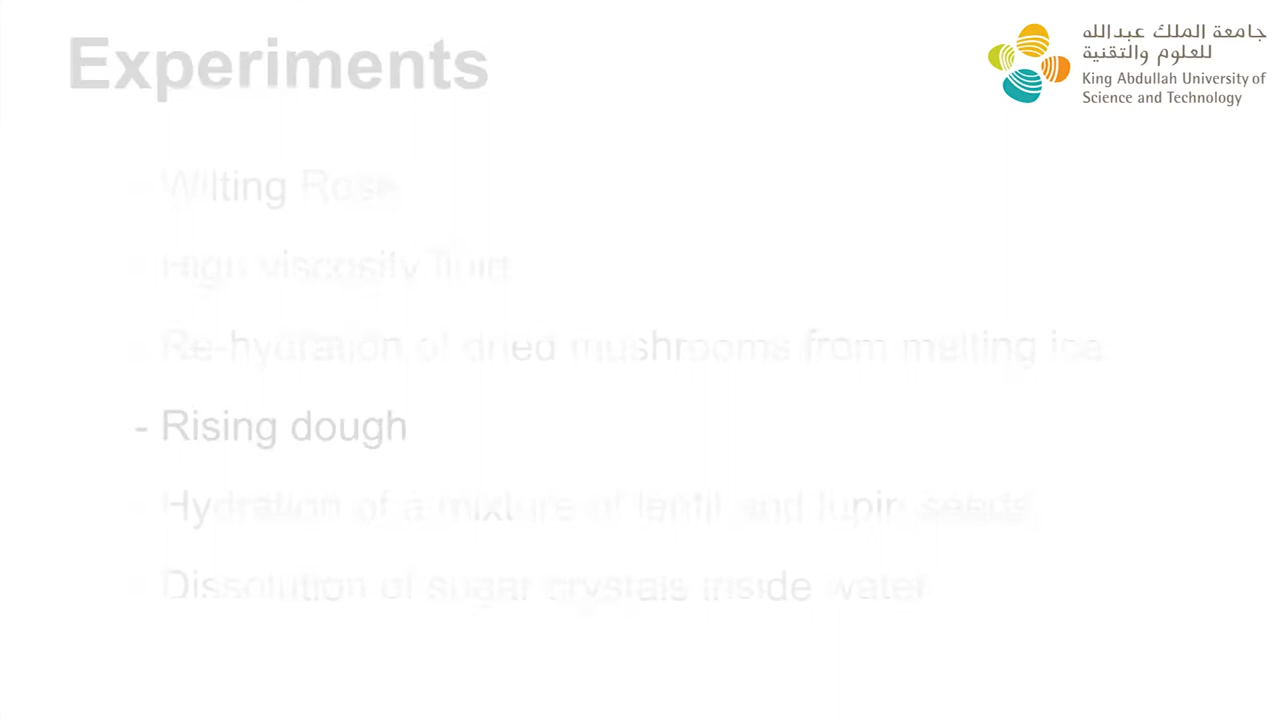 Experiments
جامعة الملك عبدالله
للعلوم والتقنية
King Abdullah University of
Science and Technology
- Wilting Rose
- High viscosity fluid
- Re-hydration of dried mushrooms from melting ice
- Rising dough
- Hydration of a mixture of lentil and lupin seeds
- Dissolution of sugar crystals inside water